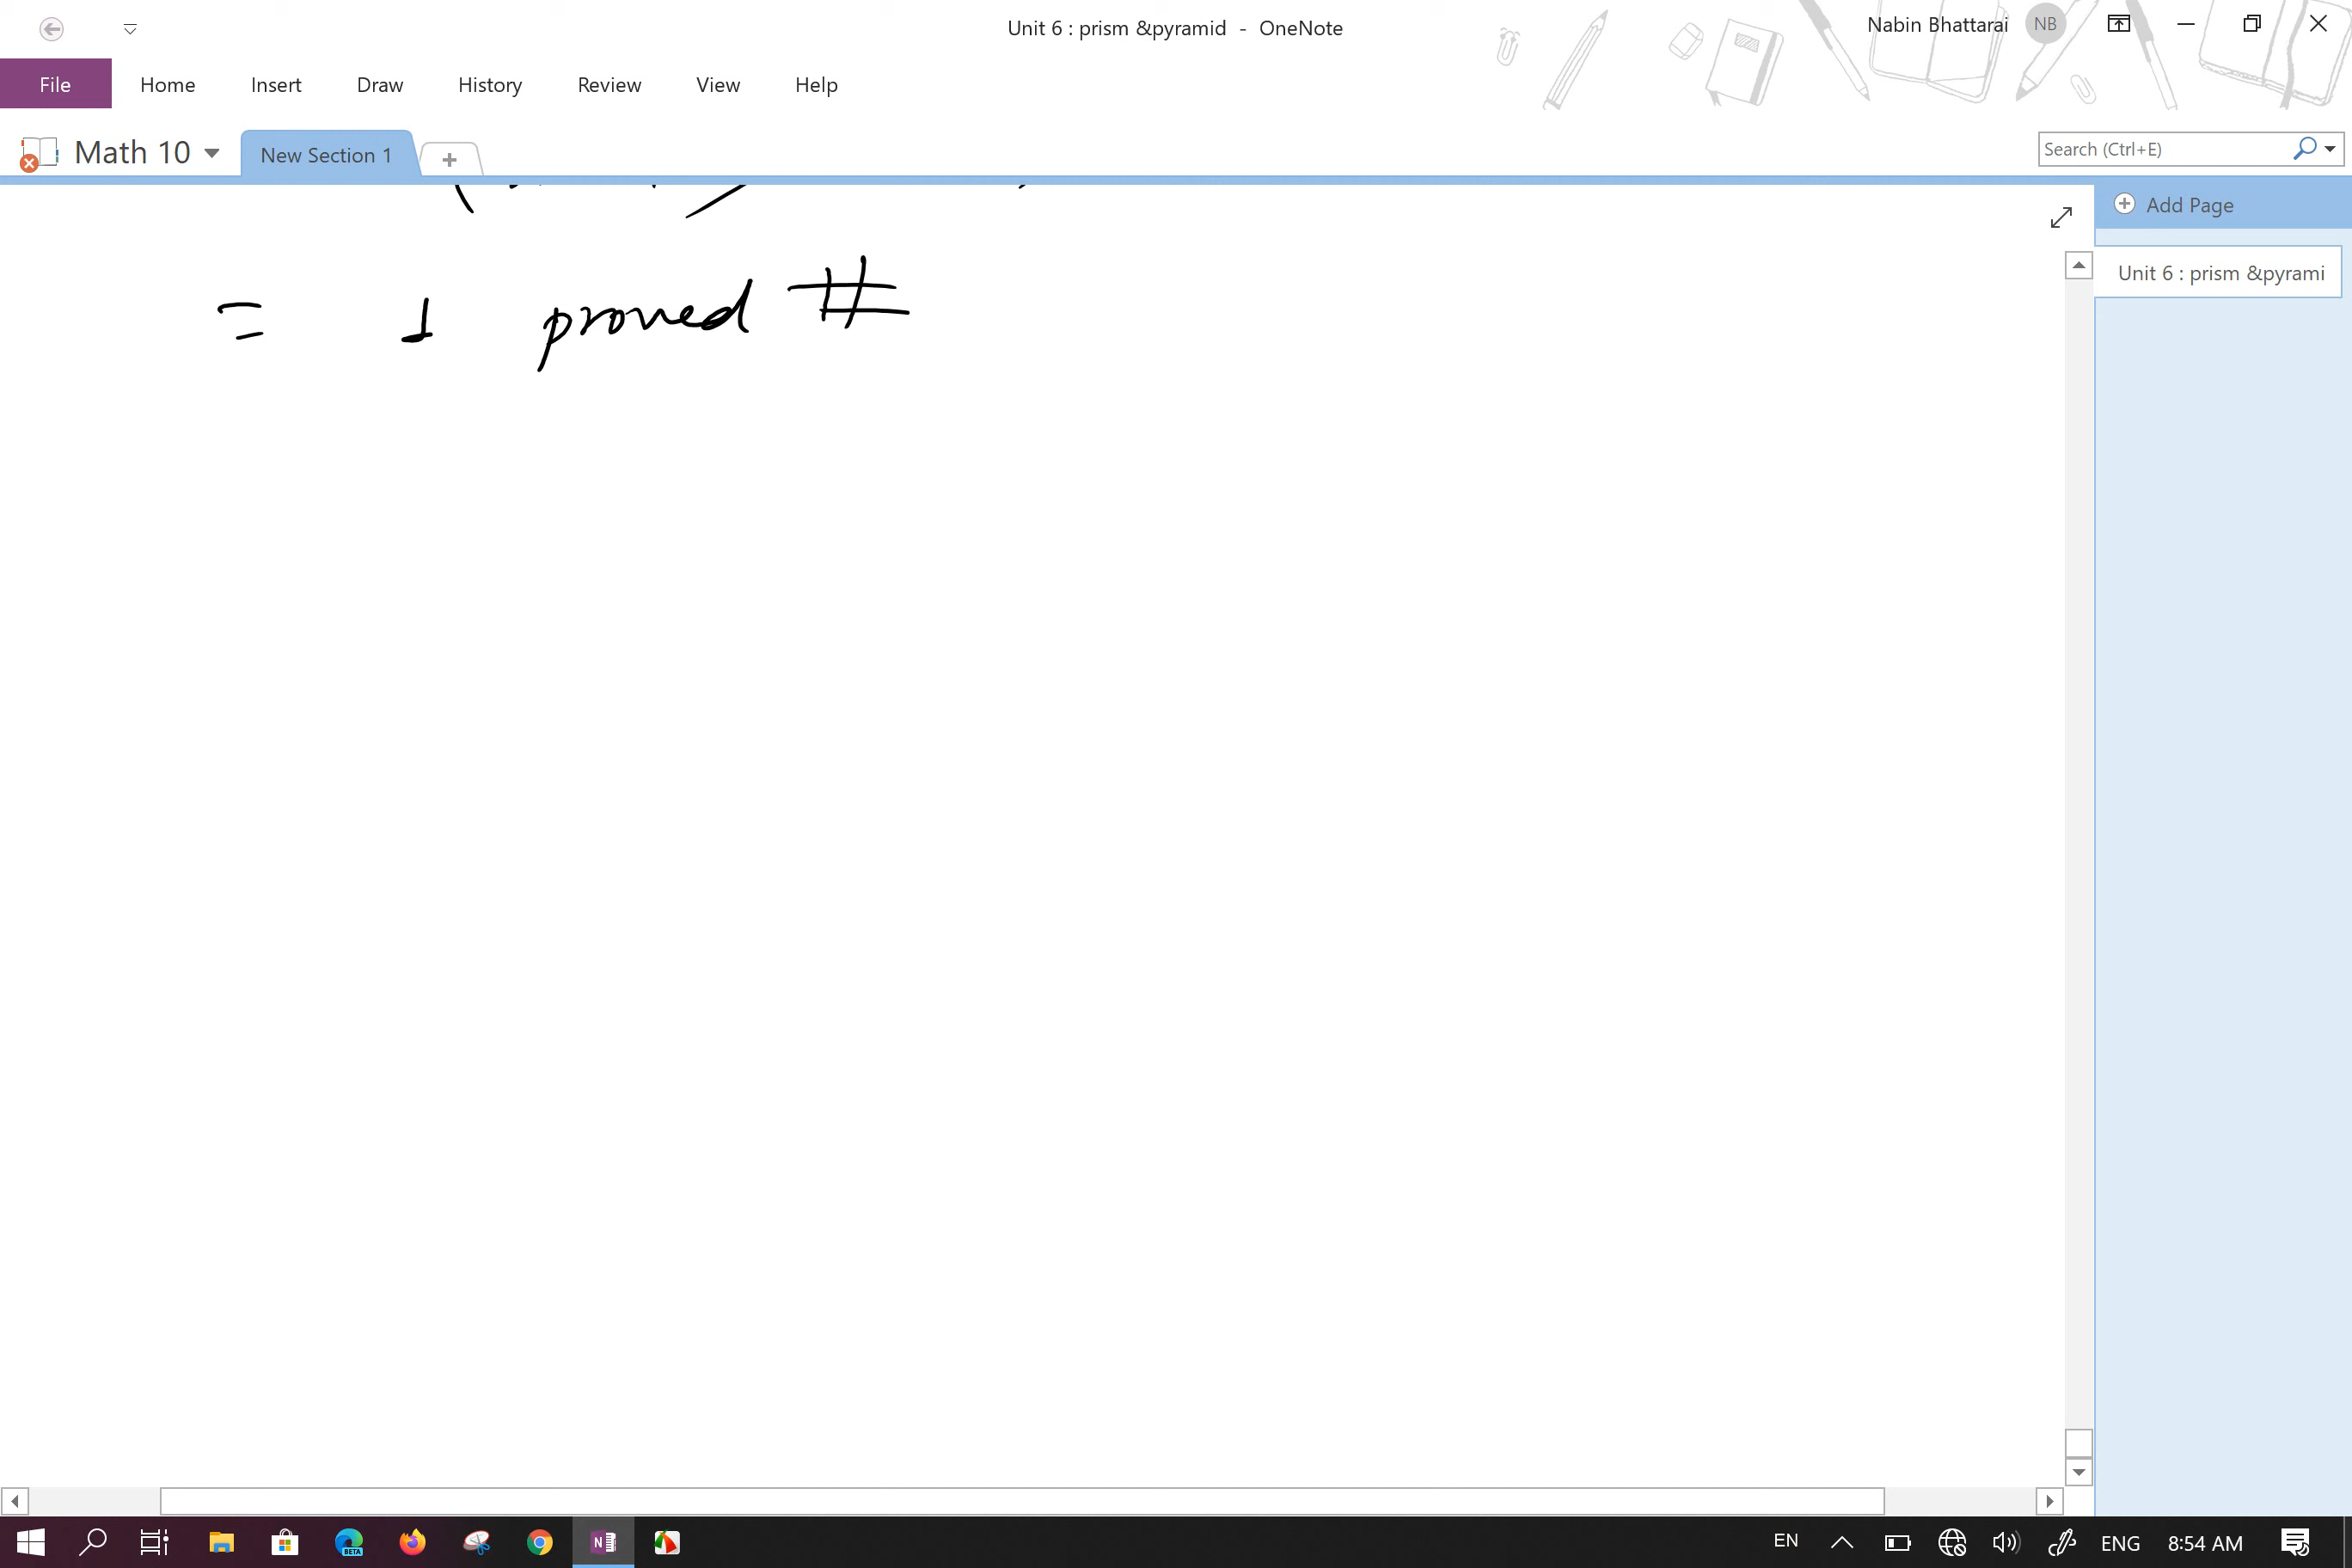 Unit 6 : prism &pyramid - OneNote
Nabin Bhattarai NB
File Home Insert Draw History Review View Help
Math 10 New Section 1
Search (Ctrl+E)
Add Page
Unit 6 : prism &pyrami
= 1 proved #
BETA
N
EN
ENG
8:54 AM